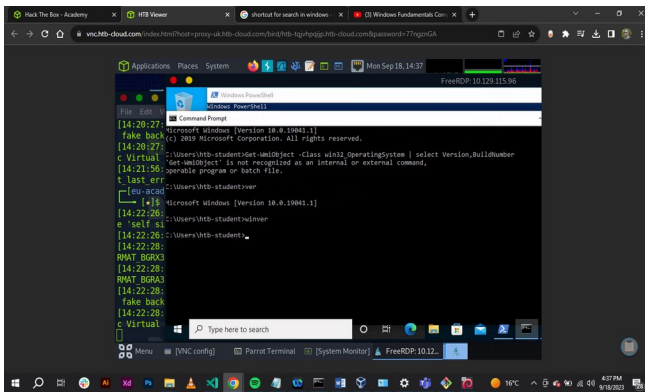 Hack The Box - Academy
HTB Viewer
shortcut for search in windows -
(3) Windows Fundamentals Con
vnc.htb-cloud.com/index.html?host=proxy-uk.htb-cloud.com/bird/htb-tqjvhpqjip.htb-cloud.com&password=77ngznGA
Applications Places System
Mon Sep 18, 14:37
FreeRDP: 10.129.115.96
Windows PowerShell
Windows PowerShell
File Edit V
Command Prompt
[14:20:27:
Microsoft Windows [Version 10.0.19041.1]
fake back
(c) 2019 Microsoft Corporation. All rights reserved.
[14:20:27:
c Virtual
C:\Users\htb-student>Get-WmiObject -Class win32_OperatingSystem | select Version,BuildNumber
[14:21:56:
'Get-WmiObject' is not recognized as an internal or external command,
t_last_err
operable program or batch file.
[eu-acad
C:\Users\htb-student>ver
[★]$
[14:22:26:
Microsoft Windows [Version 10.0.19041.1]
e 'self si
C:\Users\htb-student>winver
[14:22:26:
[14:22:28:
C:\Users\htb-student>
RMAT_BGRX3
[14:22:28:
RMAT_BGRA3
[14:22:28:
fake back
[14:22:28:
c Virtual
Type here to search
Menu
[VNC config]
Parrot Terminal
[System Monitor]
FreeRDP: 10.12...
16°C
4:37 PM
9/18/2023